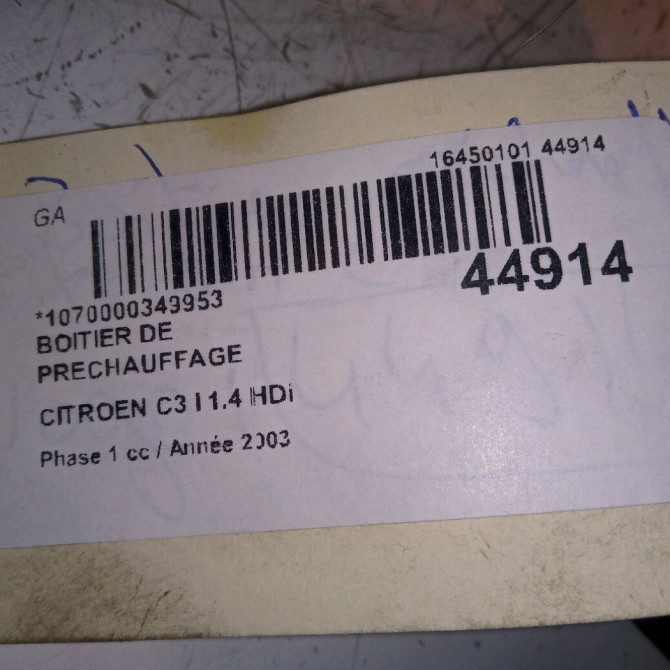 16450101 44914
GA
44914
*1070000349953
BOITIER DE
PRECHAUFFAGE
CITROEN C3 I 1.4 HDi
Phase 1 cc / Année 2003